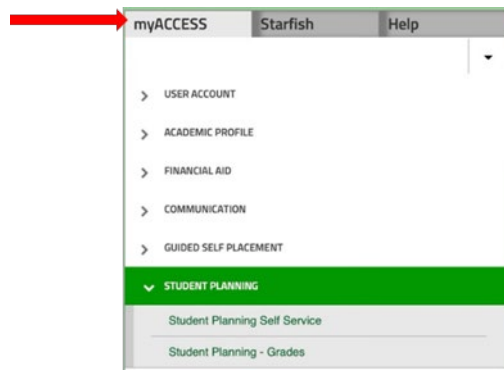 myACCESS Starfish Help
USER ACCOUNT
ACADEMIC PROFILE
FINANCIAL AID
COMMUNICATION
GUIDED SELF PLACEMENT
STUDENT PLANNING
Student Planning Self Service
Student Planning - Grades